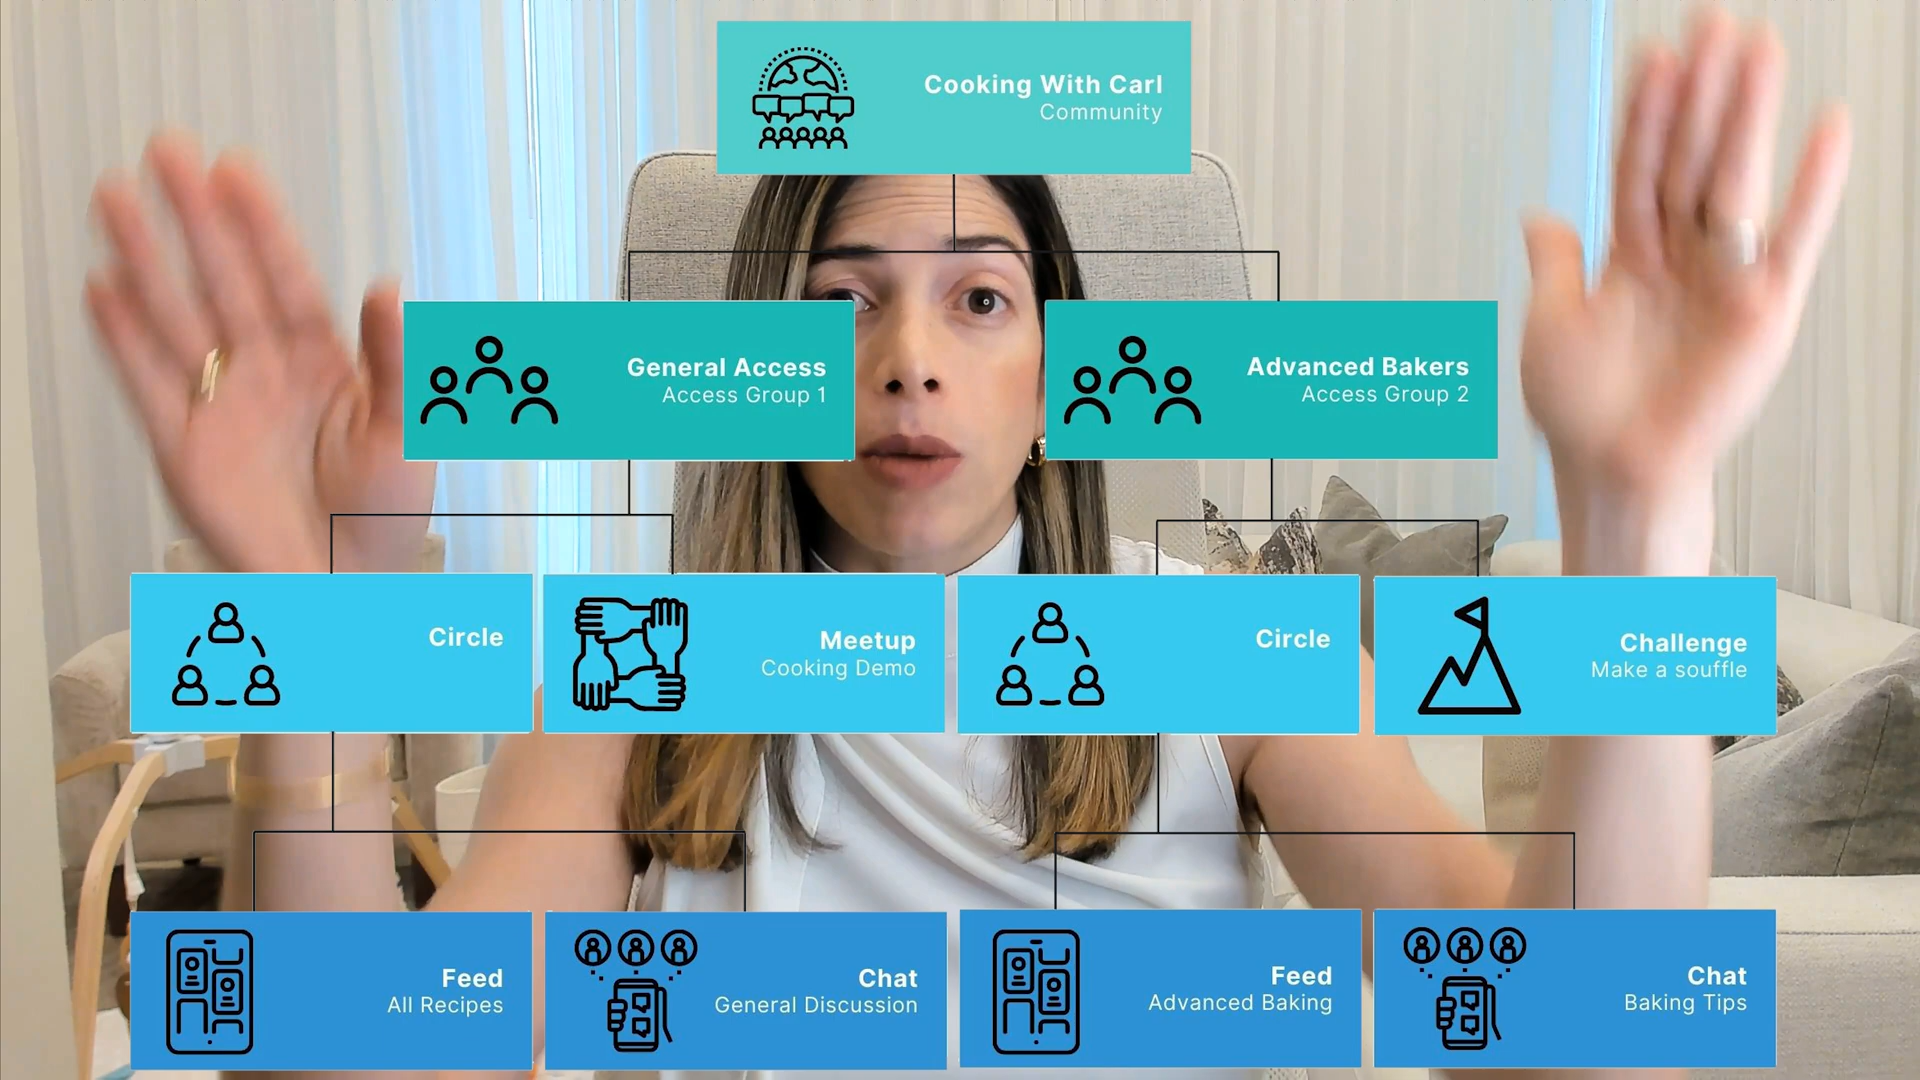 Cooking With Carl
Community
General Access
Access Group 1
Advanced Bakers
Access Group 2
Circle
Meetup
Cooking Demo
Circle
Challenge
Make a souffle
Feed
All Recipes
Chat
General Discussion
Feed
Advanced Baking
Chat
Baking Tips